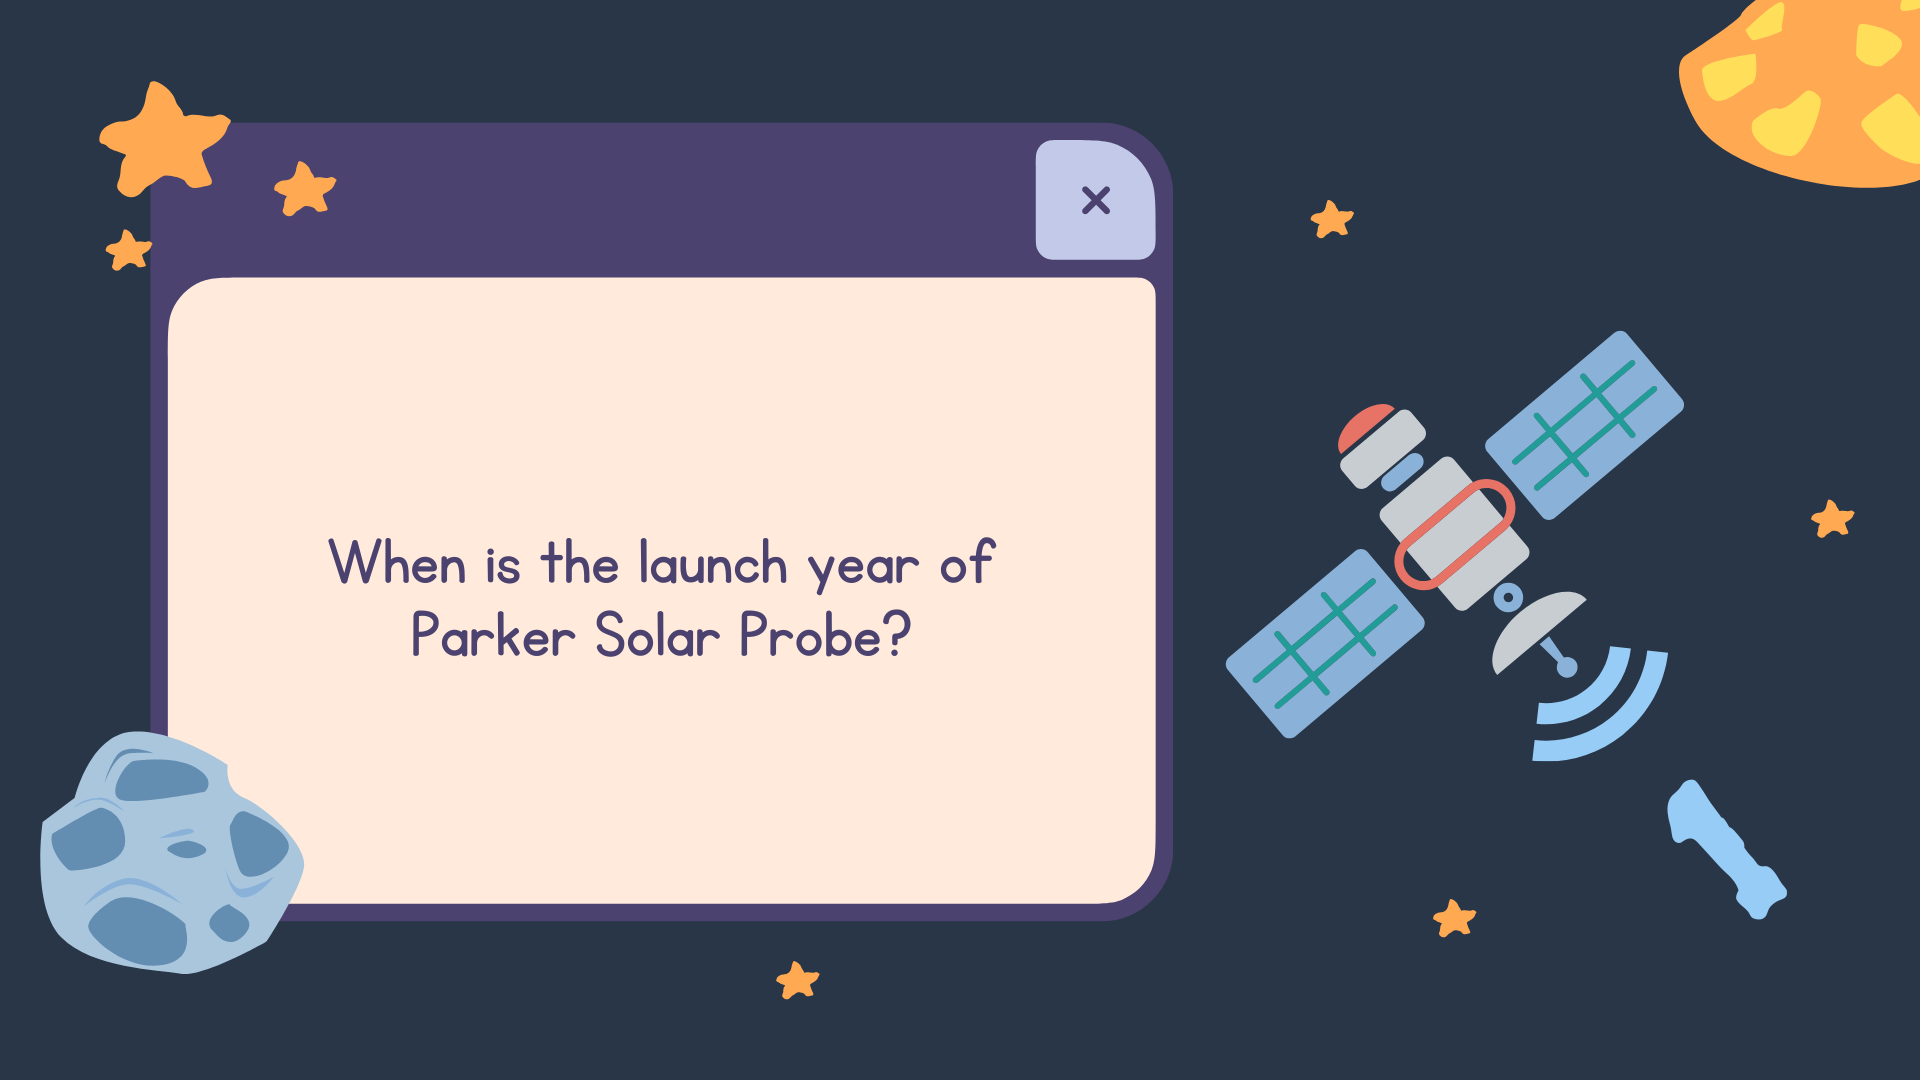 When is the launch year of
Parker Solar Probe?